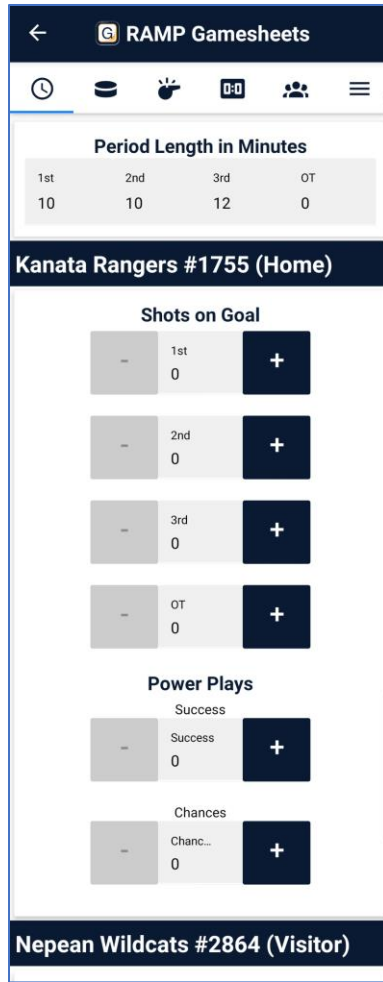 G RAMP Gamesheets
0:0
Period Length in Minutes
1st 2nd 3rd OT
10 10 12 0
Kanata Rangers #1755 (Home)
Shots on Goal
1st
- 0 +
2nd
- 0 +
3rd
- 0 +
OT
- 0 +
Power Plays
Success
Success
- 0 +
Chances
Chanc...
- 0 +
Nepean Wildcats #2864 (Visitor)